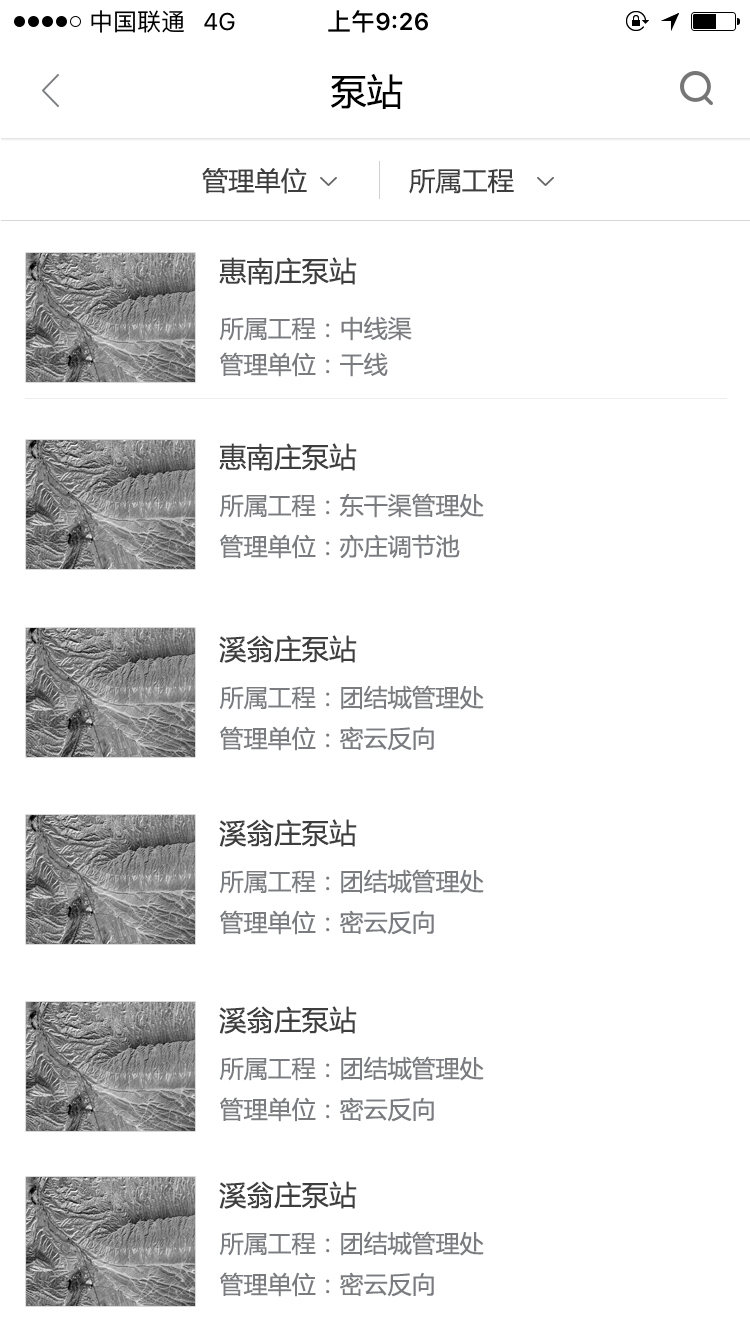 中国联通 4G 上午9:26
泵站
管理单位 所属工程
惠南庄泵站
所属工程：中线渠
管理单位：干线
惠南庄泵站
所属工程：东干渠管理处
管理单位：亦庄调节池
溪翁庄泵站
所属工程：团结城管理处
管理单位：密云反向
溪翁庄泵站
所属工程：团结城管理处
管理单位：密云反向
溪翁庄泵站
所属工程：团结城管理处
管理单位：密云反向
溪翁庄泵站
所属工程：团结城管理处
管理单位：密云反向